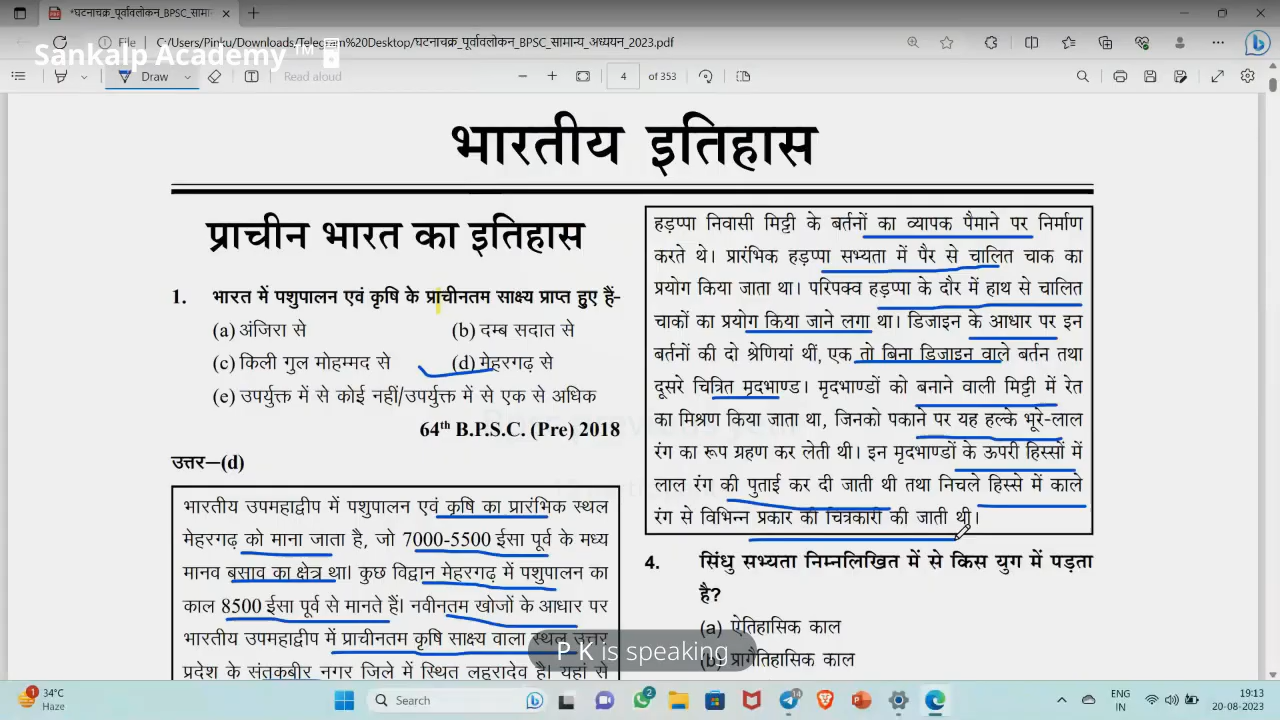 *घटनाचक्र_पूर्वावलोकन_BPSC_सामा
C:/Users/Pinku/Downloads/Telegram%20Desktop/घटनाचक्र_पूर्वावलोकन_BPSC_सामान्य_अध्ययन_2023.pdf
Sankalp Academy ™
Draw
Read aloud
4 of 353
भारतीय इतिहास
प्राचीन भारत का इतिहास
1. भारत में पशुपालन एवं कृषि के प्राचीनतम साक्ष्य प्राप्त हुए हैं-
(a) अंजिरा से (b) दम्ब सदात से
(c) किली गुल मोहम्मद से (d) मेहरगढ़ से
(e) उपर्युक्त में से कोई नहीं/उपर्युक्त में से एक से अधिक
64th B.P.S.C. (Pre) 2018
उत्तर—(d)
भारतीय उपमहाद्वीप में पशुपालन एवं कृषि का प्रारंभिक स्थल
मेहरगढ़ को माना जाता है, जो 7000-5500 ईसा पूर्व के मध्य
मानव बसाव का क्षेत्र था। कुछ विद्वान मेहरगढ़ में पशुपालन का
काल 8500 ईसा पूर्व से मानते हैं। नवीनतम खोजों के आधार पर
भारतीय उपमहाद्वीप में प्राचीनतम कृषि साक्ष्य वाला स्थल उत्तर
प्रदेश के संतकबीर नगर जिले में स्थित लहुरादेव है। यहां से
हड़प्पा निवासी मिट्टी के बर्तनों का व्यापक पैमाने पर निर्माण
करते थे। प्रारंभिक हड़प्पा सभ्यता में पैर से चालित चाक का
प्रयोग किया जाता था। परिपक्व हड़प्पा के दौर में हाथ से चालित
चाकों का प्रयोग किया जाने लगा था। डिजाइन के आधार पर इन
बर्तनों की दो श्रेणियां थीं, एक तो बिना डिजाइन वाले बर्तन तथा
दूसरे चित्रित मृदभाण्ड। मृदभाण्डों को बनाने वाली मिट्टी में रेत
का मिश्रण किया जाता था, जिनको पकाने पर यह हल्के भूरे-लाल
रंग का रूप ग्रहण कर लेती थी। इन मृदभाण्डों के ऊपरी हिस्सों में
लाल रंग की पुताई कर दी जाती थी तथा निचले हिस्से में काले
रंग से विभिन्न प्रकार की चित्रकारी की जाती थी।
4. सिंधु सभ्यता निम्नलिखित में से किस युग में पड़ता
है?
(a) ऐतिहासिक काल
(b) प्रागैतिहासिक काल
P K is speaking
34°C
Haze
Search
ENG
IN
19:13
20-08-2023